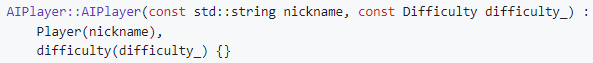 AIPlayer::AIPlayer(const std::string nickname, const Difficulty difficulty_) :
    Player(nickname),
    difficulty(difficulty_) {}